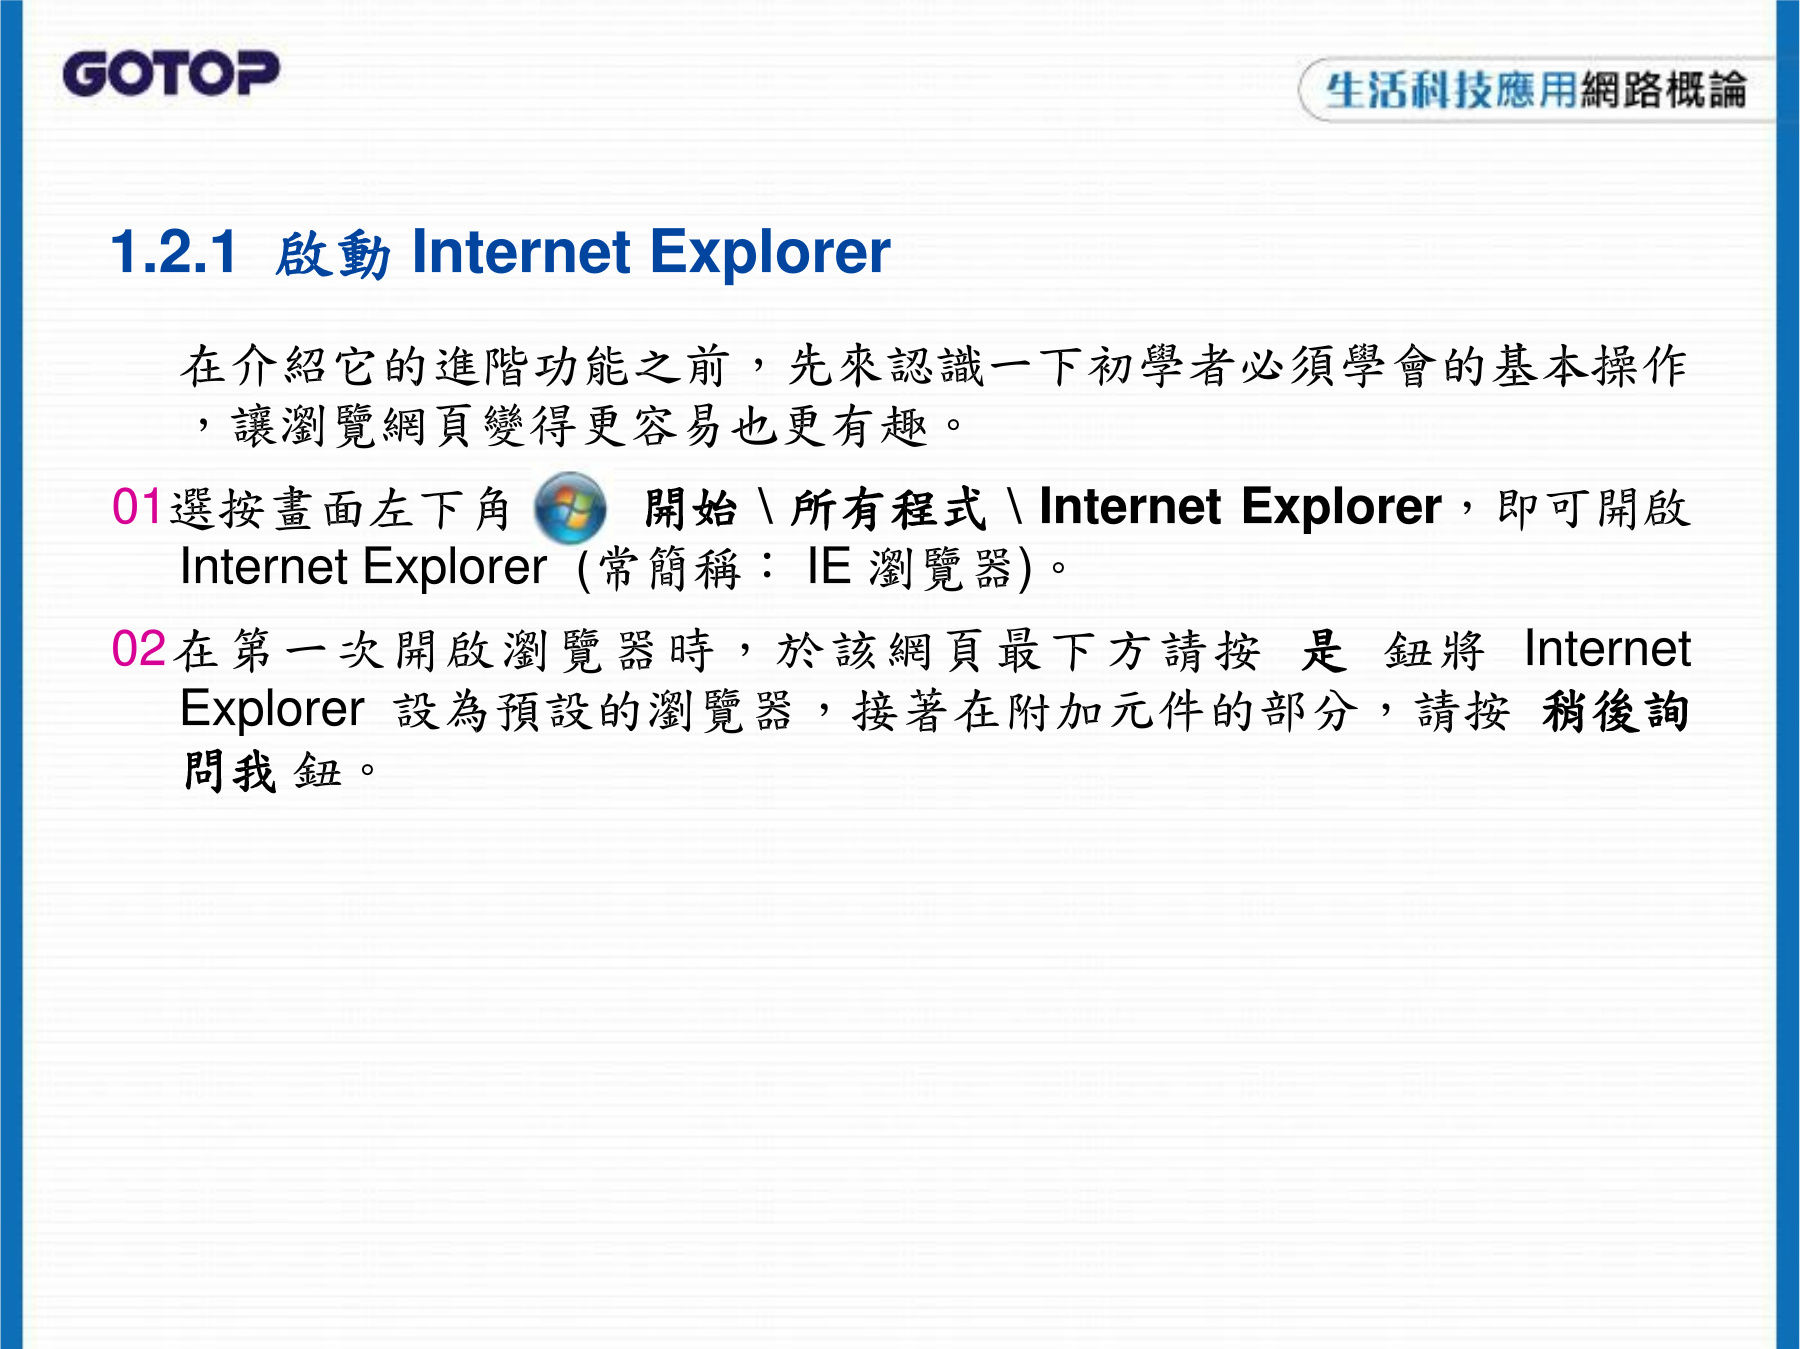 GOTOP
生活科技應用網路概論
1.2.1 啟動 Internet Explorer
在介紹它的進階功能之前，先來認識一下初學者必須學會的基本操作
，讓瀏覽網頁變得更容易也更有趣。
01選按畫面左下角 開始 \ 所有程式 \ Internet Explorer，即可開啟
Internet Explorer (常簡稱： IE 瀏覽器)。
02在第一次開啟瀏覽器時，於該網頁最下方請按 是 鈕將 Internet
Explorer 設為預設的瀏覽器，接著在附加元件的部分，請按 稍後詢
問我 鈕。